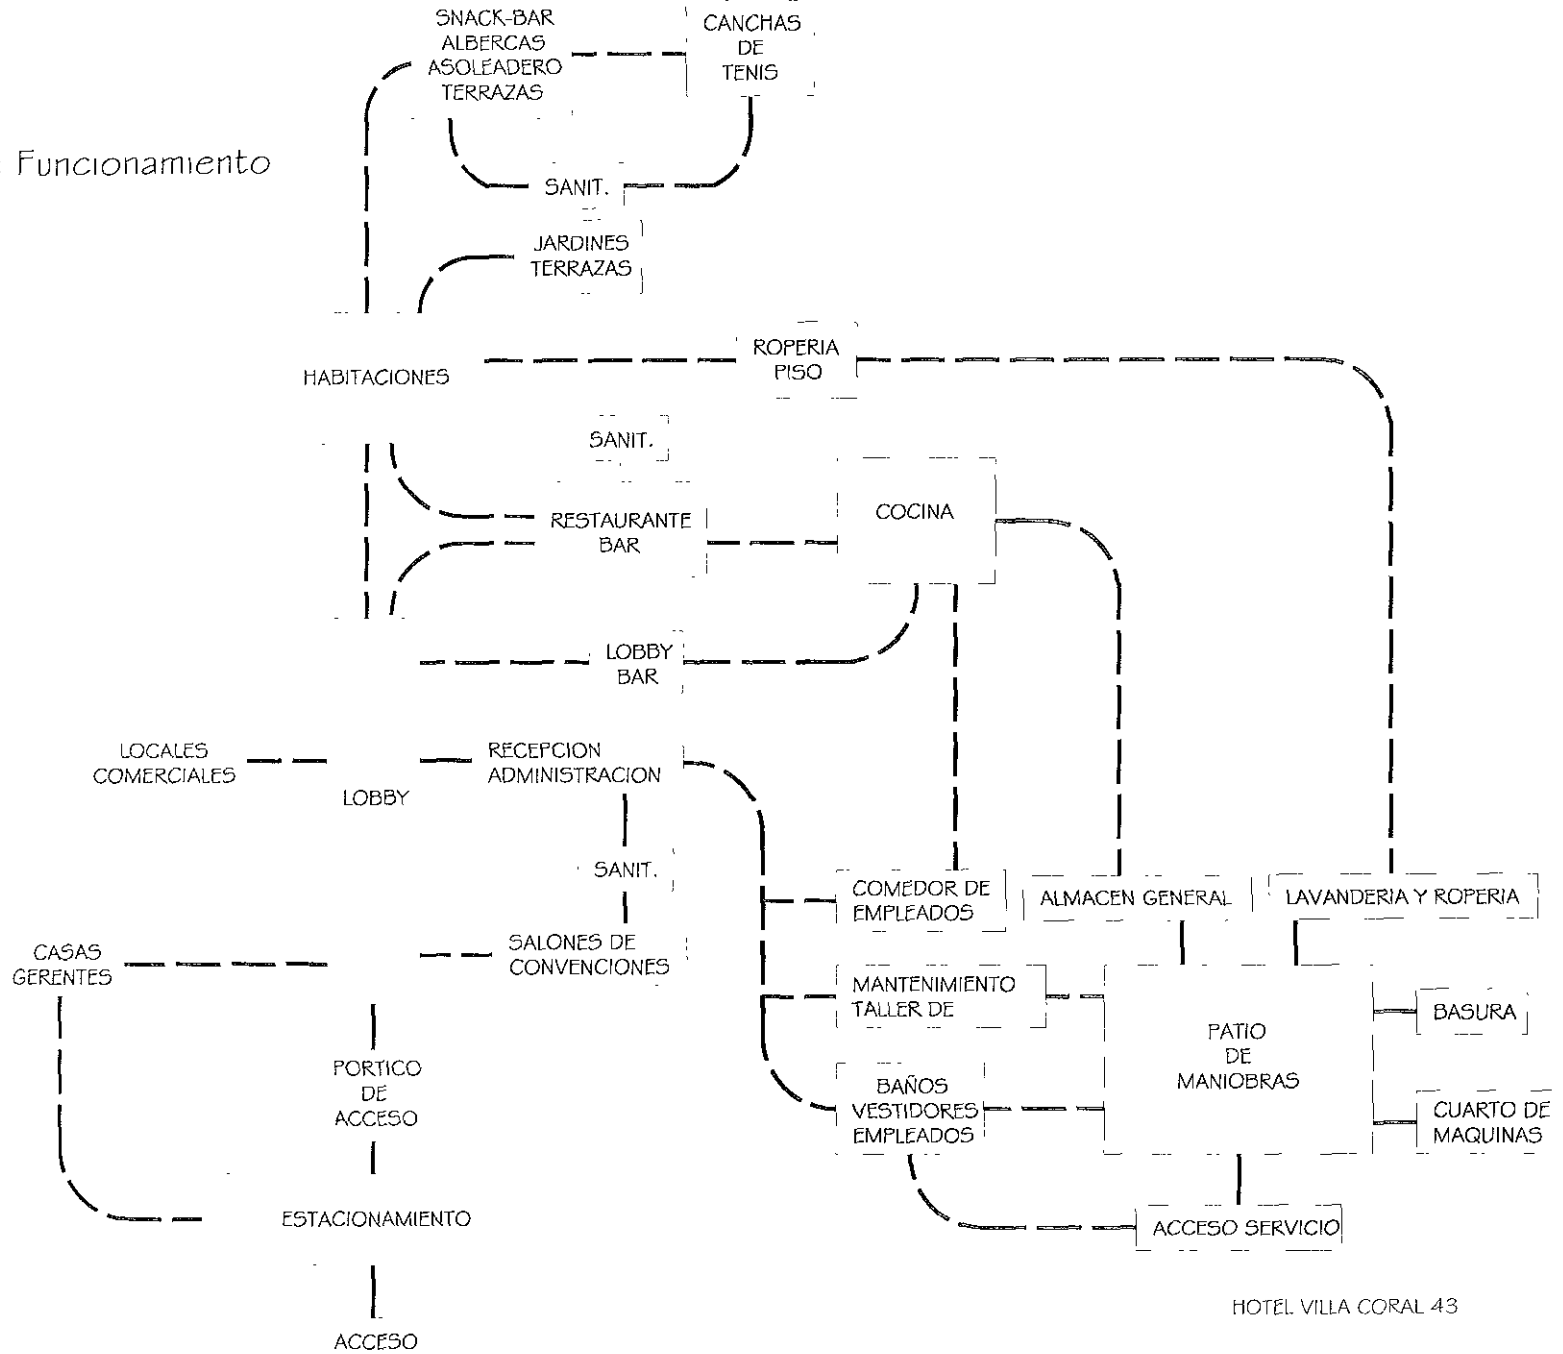 SNACK-BAR
ALBERCAS
ASOLEADERO
TERRAZAS
CANCHAS
DE
TENIS
Funcionamiento
SANIT.
JARDINES
TERRAZAS
HABITACIONES
ROPERIA
PISO
SANIT.
RESTAURANTE
BAR
COCINA
LOBBY
BAR
LOCALES
COMERCIALES
LOBBY
RECEPCION
ADMINISTRACION
SANIT.
COMEDOR DE
EMPLEADOS
ALMACEN GENERAL
LAVANDERIA Y ROPERIA
CASAS
GERENTES
SALONES DE
CONVENCIONES
MANTENIMIENTO
TALLER DE
PATIO
DE
MANIOBRAS
BASURA
PORTICO
DE
ACCESO
BAÑOS
VESTIDORES
EMPLEADOS
CUARTO DE
MAQUINAS
ESTACIONAMIENTO
ACCESO SERVICIO
ACCESO
HOTEL VILLA CORAL 43